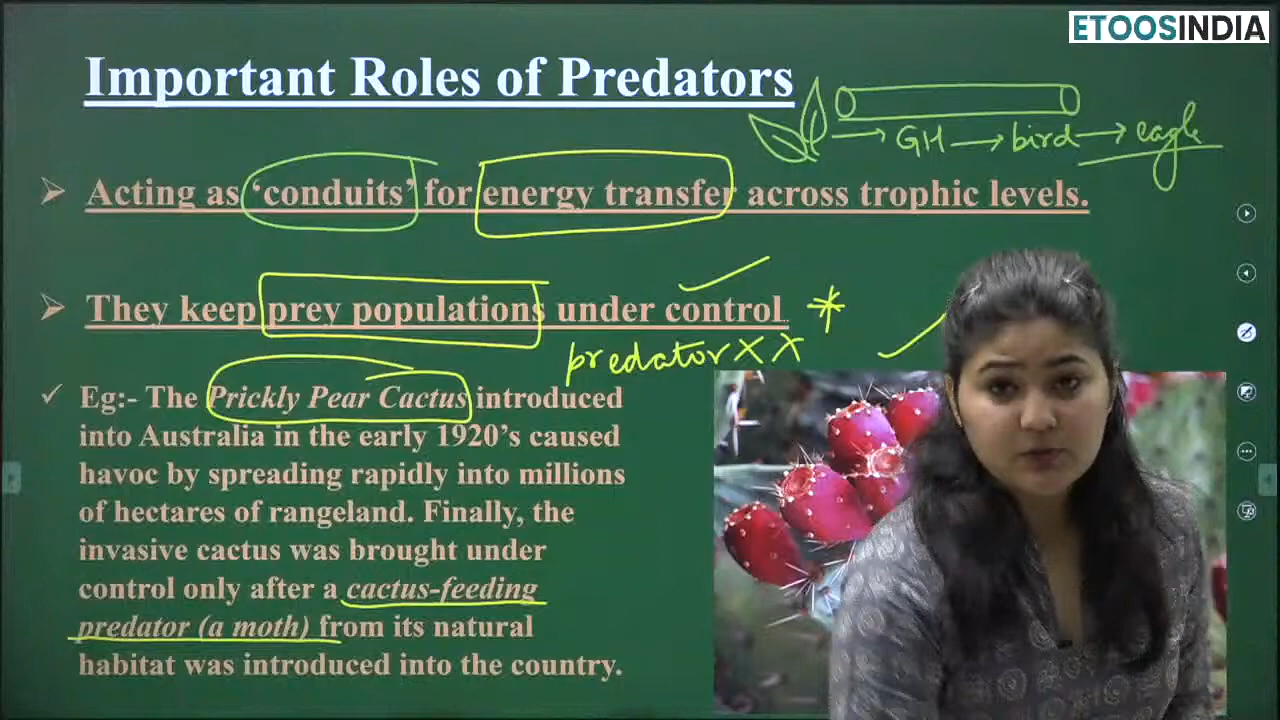 ETOOSINDIA
Important Roles of Predators
→ GH → bird → eagle
➢ Acting as ‘conduits’ for energy transfer across trophic levels.
➢ They keep prey populations under control *
predator X X
✓ Eg:- The Prickly Pear Cactus introduced
into Australia in the early 1920’s caused
havoc by spreading rapidly into millions
of hectares of rangeland. Finally, the
invasive cactus was brought under
control only after a cactus-feeding
predator (a moth) from its natural
habitat was introduced into the country.